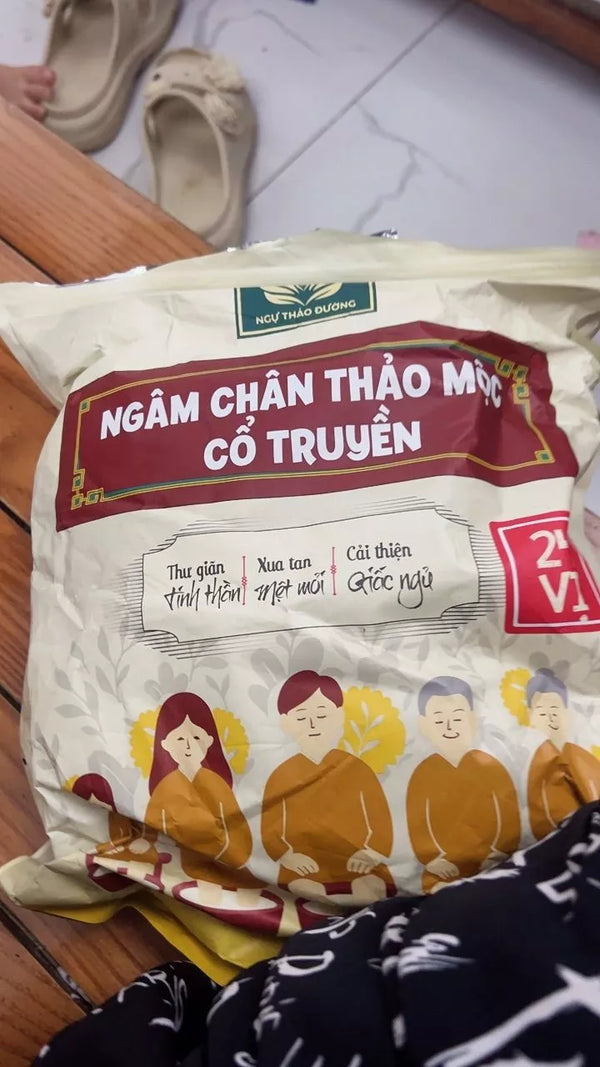 NGỰ THẢO ĐƯỜNG
NGÂM CHÂN THẢO MỘC
CỔ TRUYỀN
Thư giãn
tinh thần
Xua tan
mệt mỏi
Cải thiện
Giấc ngủ
VỊ